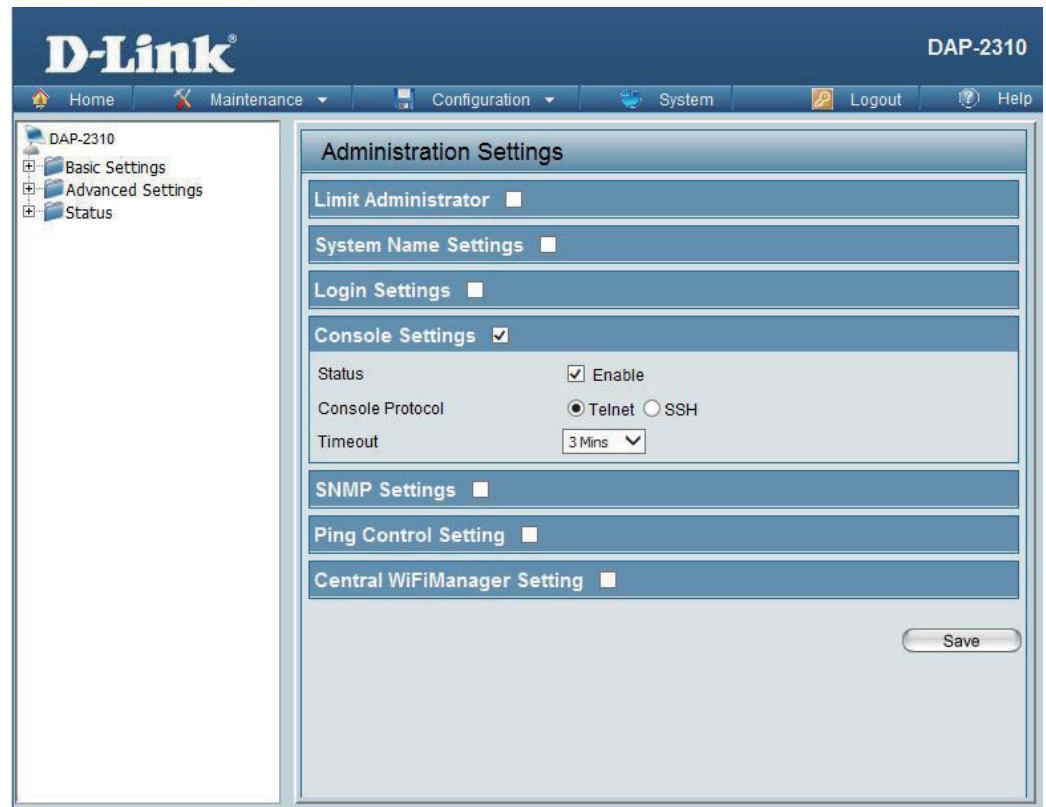 D-Link®
DAP-2310
Home Maintenance Configuration System Logout Help
DAP-2310
Basic Settings
Advanced Settings
Status
Administration Settings
Limit Administrator
System Name Settings
Login Settings
Console Settings
Status Enable
Console Protocol Telnet SSH
Timeout 3 Mins
SNMP Settings
Ping Control Setting
Central WiFiManager Setting
Save